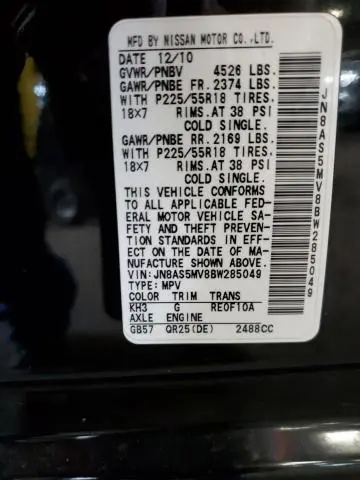 MFD BY NISSAN MOTOR CO.,LTD.
DATE 12/10
GVWR/PNBV 4526 LBS.
GAWR/PNBE FR. 2374 LBS.
WITH P225/55R18 TIRES.
18X7 RIMS.AT 38 PSI
COLD SINGLE.
GAWR/PNBE RR. 2169 LBS.
WITH P225/55R18 TIRES.
18X7 RIMS.AT 38 PSI
COLD SINGLE.
THIS VEHICLE CONFORMS
TO ALL APPLICABLE FED-
ERAL MOTOR VEHICLE SA-
FETY AND THEFT PREVEN-
TION STANDARDS IN EFF-
ECT ON THE DATE OF MA-
NUFACTURE SHOWN ABOVE.
VIN:JN8AS5MV8BW285049
TYPE: MPV
COLOR TRIM TRANS
KH3 G RE0F10A
AXLE ENGINE
GB57 QR25(DE) 2488CC
JN8AS5MV8BW285049